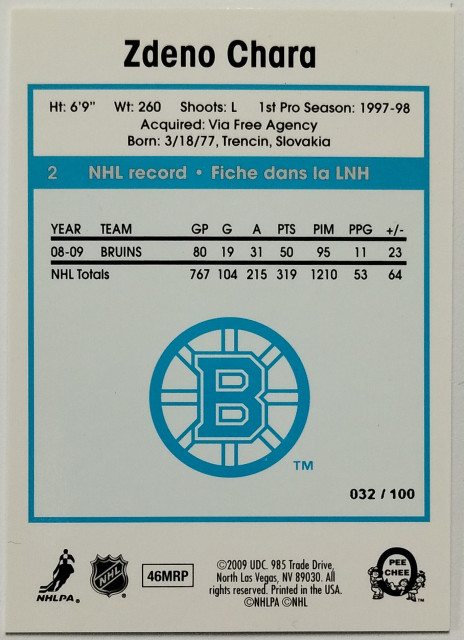 Zdeno Chara
Ht: 6'9" Wt: 260 Shoots: L 1st Pro Season: 1997-98
Acquired: Via Free Agency
Born: 3/18/77, Trencin, Slovakia
2 NHL record • Fiche dans la LNH
YEAR TEAM GP G A PTS PIM PPG +/-
08-09 BRUINS 80 19 31 50 95 11 23
NHL Totals 767 104 215 319 1210 53 64
B
TM
032 / 100
NHLPA
NHL
46MRP
©2009 UDC. 985 Trade Drive,
North Las Vegas, NV 89030. All
rights reserved. Printed in the USA.
©NHLPA ©NHL
PEE
CHEE
TM